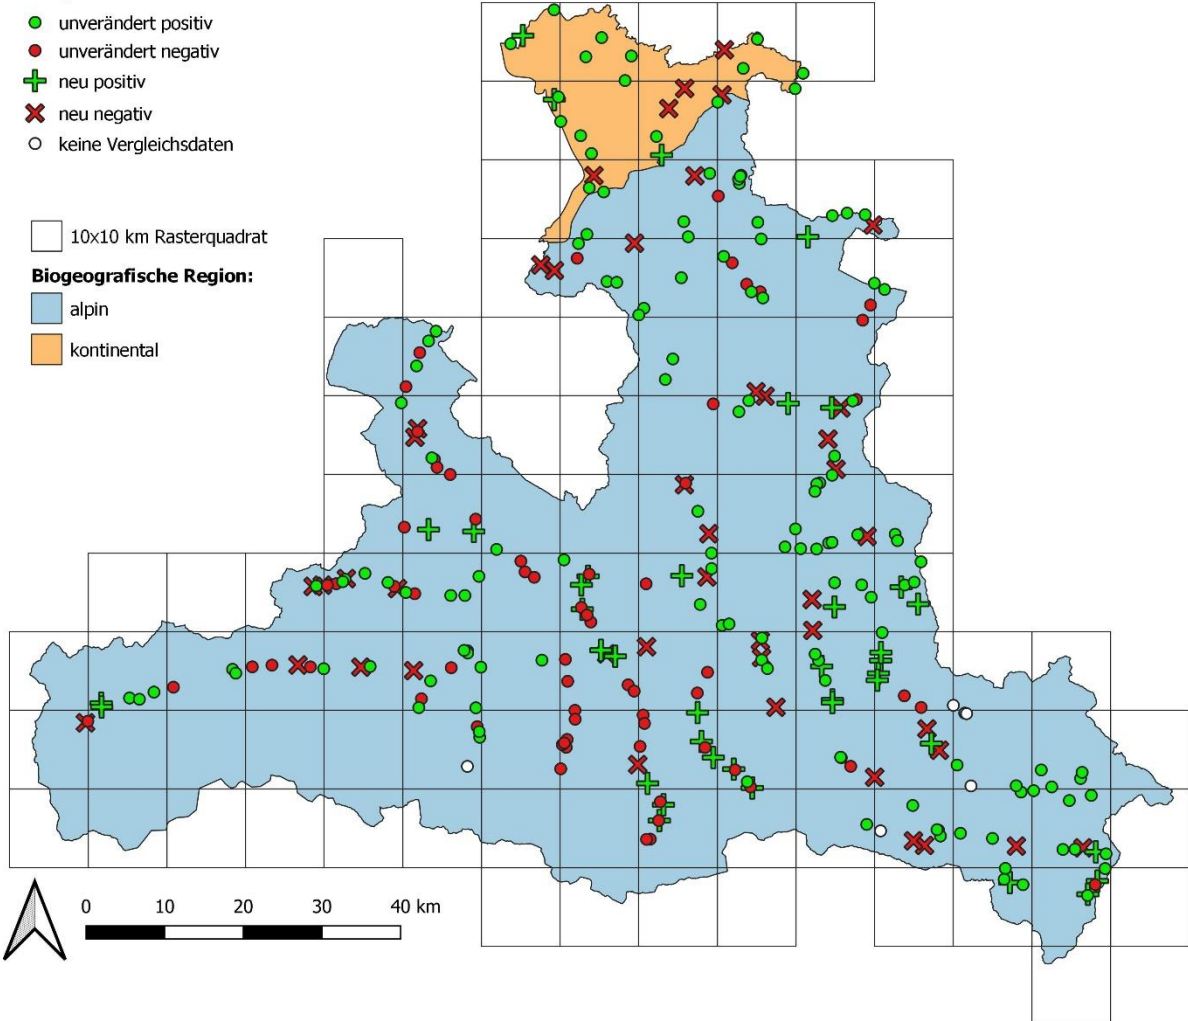 unverändert positiv
unverändert negativ
neu positiv
neu negativ
keine Vergleichsdaten
10x10 km Rasterquadrat
Biogeografische Region:
alpin
kontinental
0 10 20 30 40 km